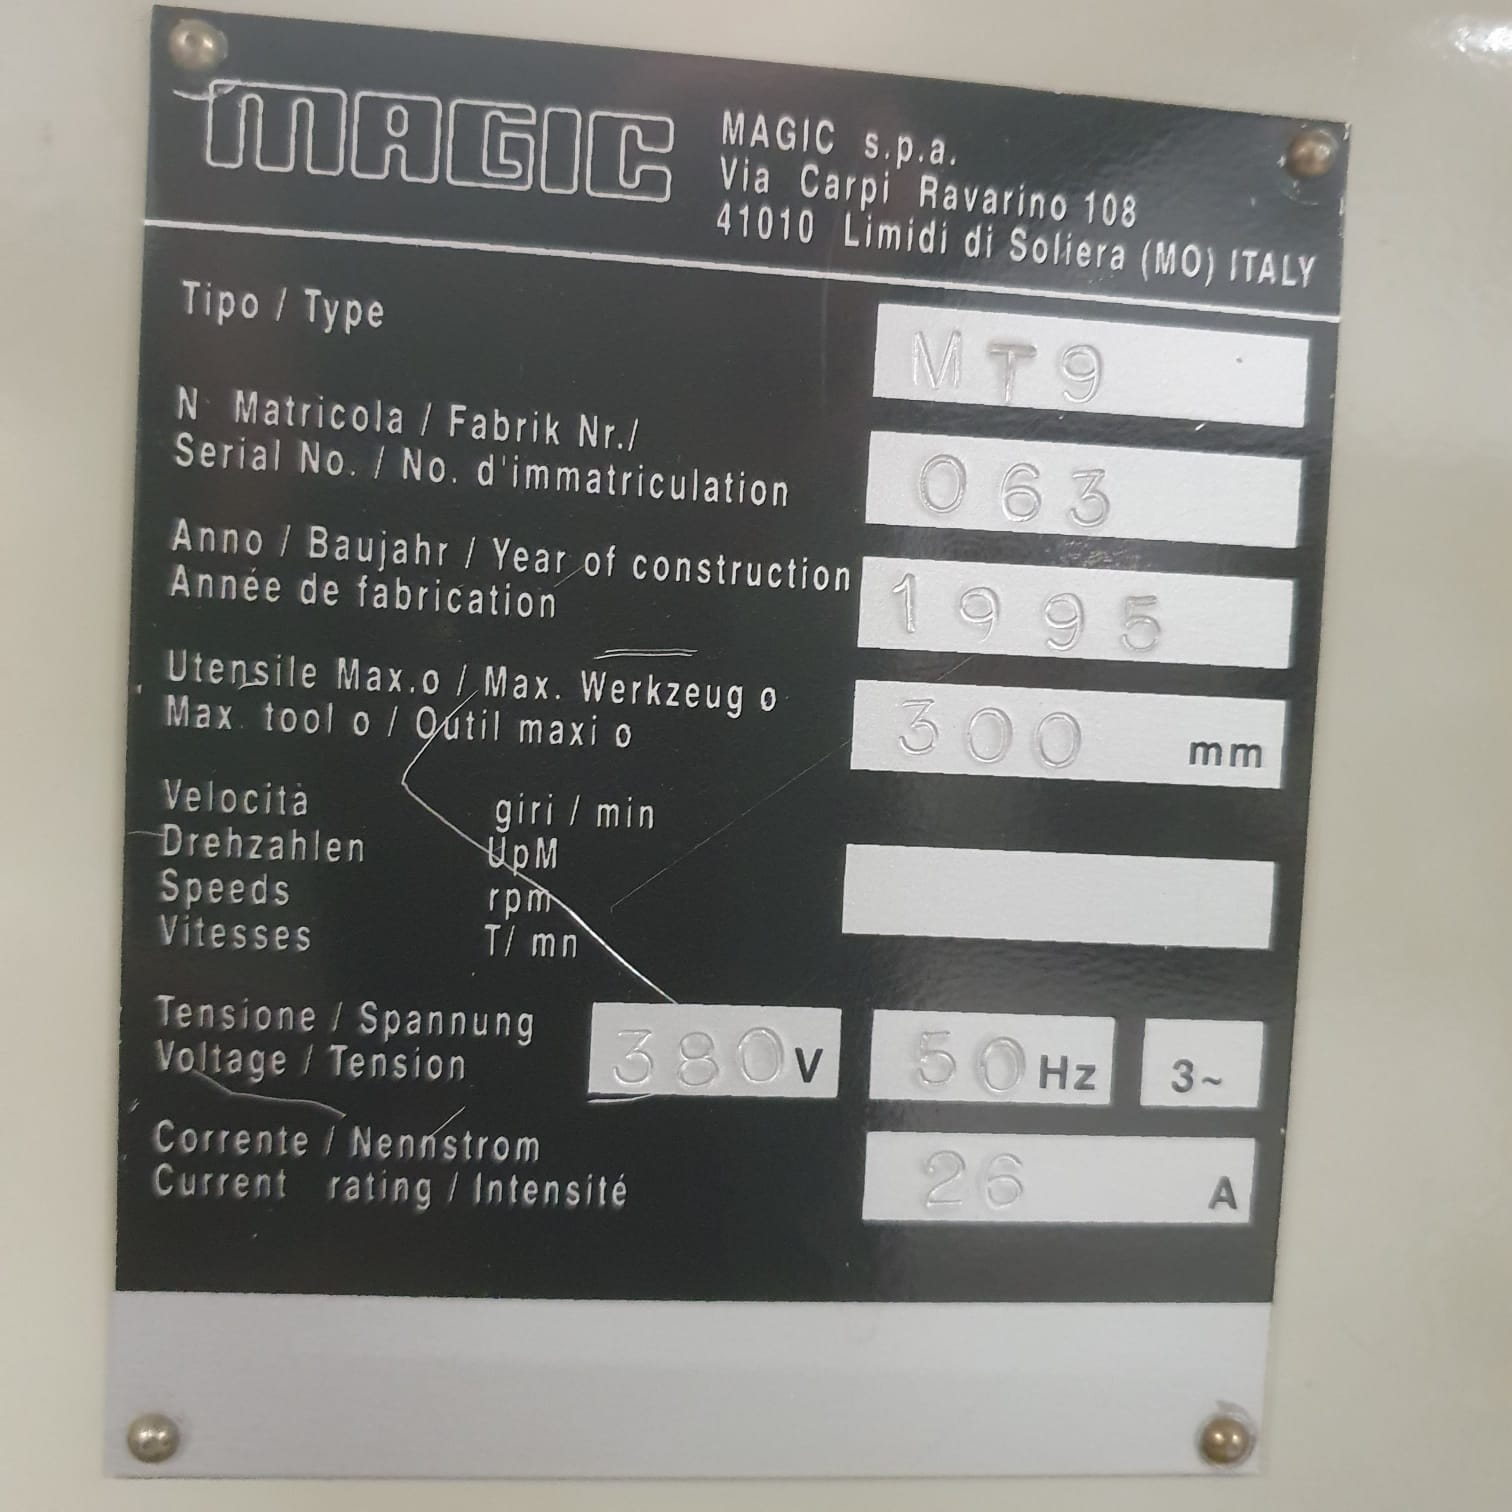 MAGIC
MAGIC s.p.a.
Via Carpi Ravarino 108
41010 Limidi di Soliera (MO) ITALY
Tipo / Type
MT9
N· Matricola / Fabrik Nr./
Serial No. / No. d'immatriculation
063
Anno / Baujahr / Year of construction
Année de fabrication
1995
Utensile Max.o / Max. Werkzeug o
Max. tool o / Outil maxi o
300 mm
Velocità giri / min
Drehzahlen UpM
Speeds rpm
Vitesses T/ mn
Tensione / Spannung
Voltage / Tension
380 V 50 Hz 3~
Corrente / Nennstrom
Current rating / Intensité
26 A